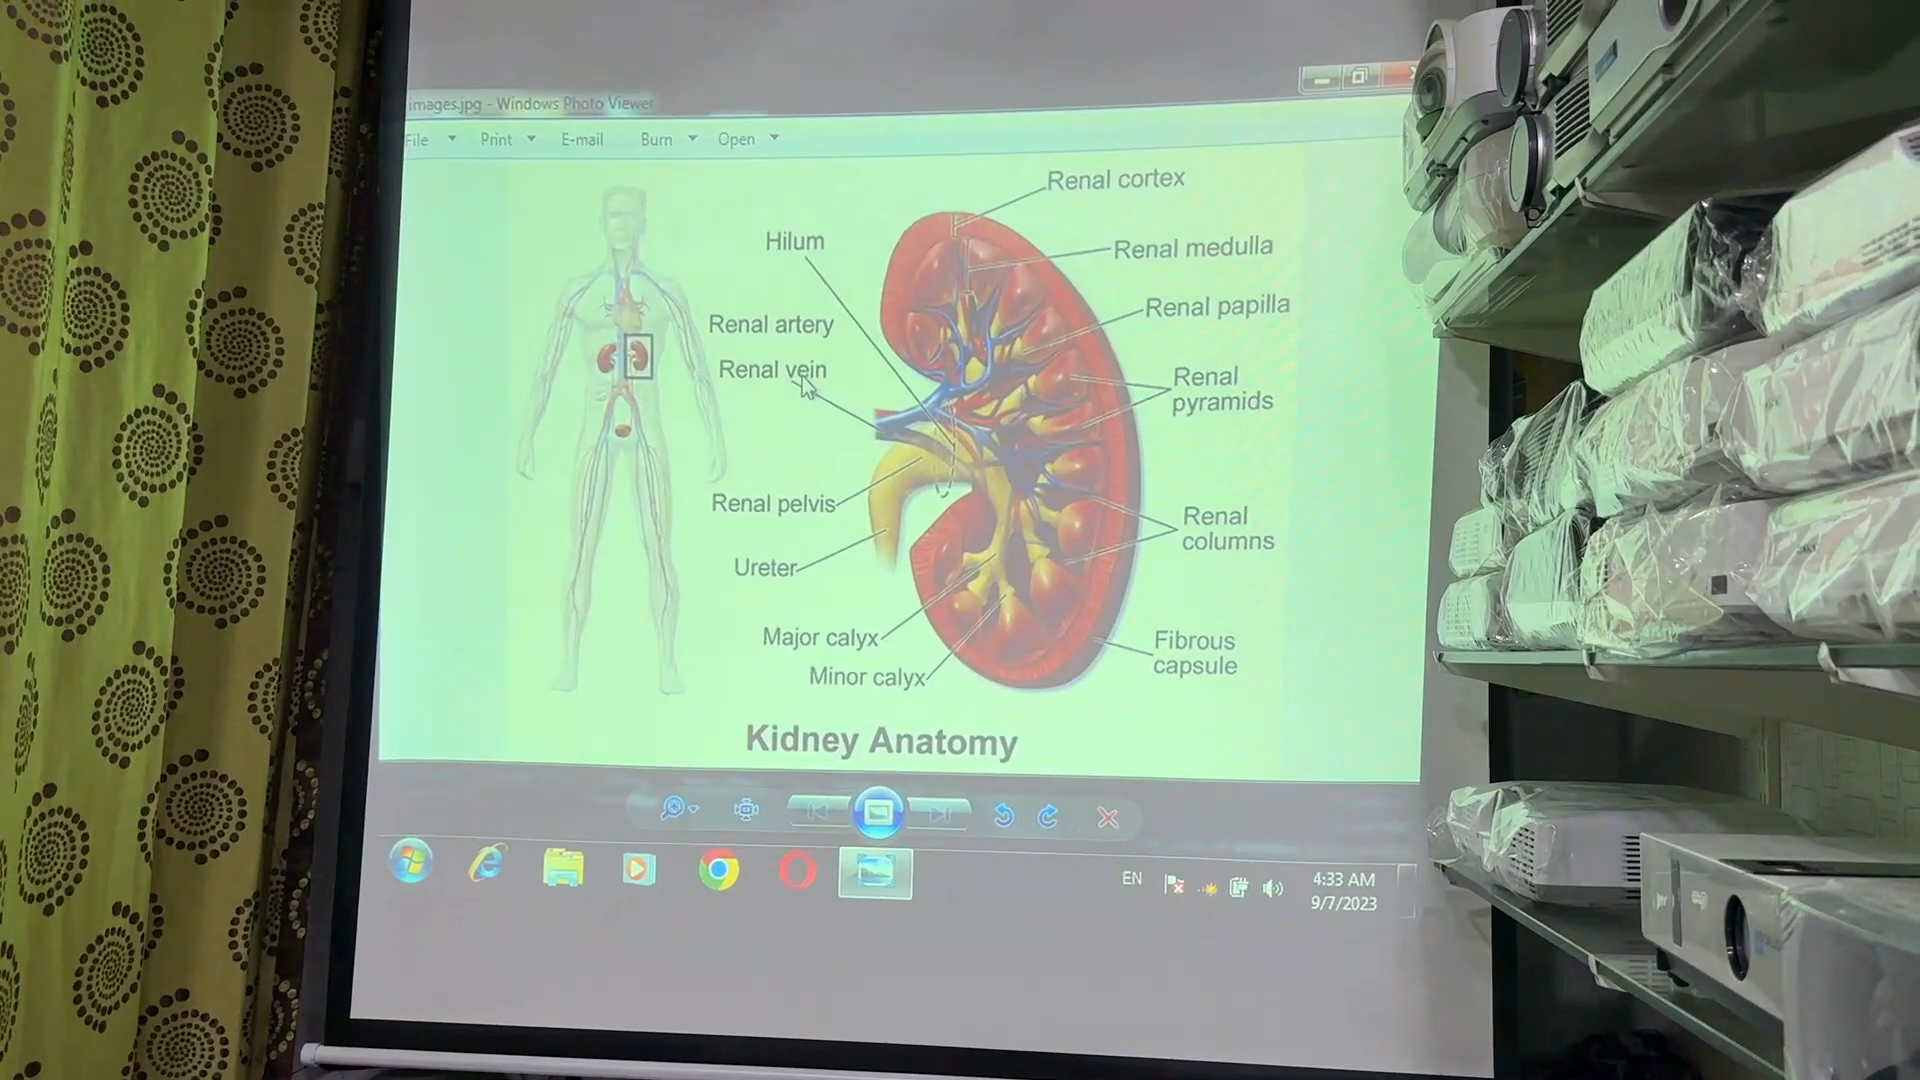 images.jpg - Windows Photo Viewer
File
Print
E-mail
Burn
Open
Renal cortex
Hilum
Renal medulla
Renal papilla
Renal artery
Renal vein
Renal
pyramids
Renal pelvis
Renal
columns
Ureter
Major calyx
Fibrous
capsule
Minor calyx
Kidney Anatomy
EN
4:33 AM
9/7/2023